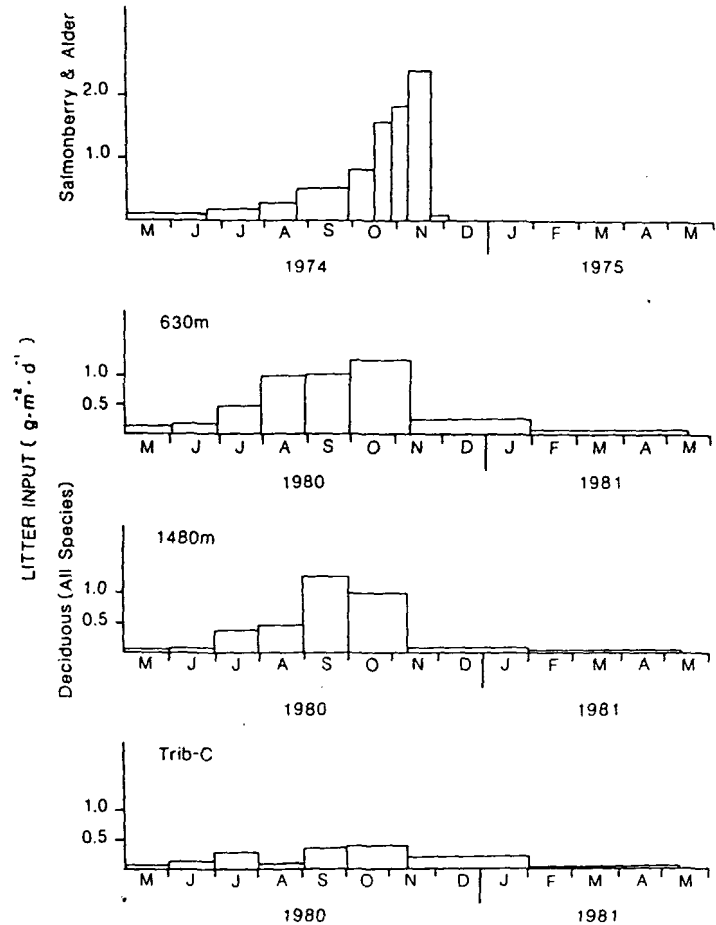 LITTER INPUT ( g·m⁻²·d⁻¹ )
Salmonberry & Alder
2.0
1.0
M J J A S O N D J F M A M
1974 1975
Deciduous (All Species)
630m
1.0
0.5
M J J A S O N D J F M A M
1980 1981
1480m
1.0
0.5
M J J A S O N D J F M A M
1980 1981
Trib-C
1.0
0.5
M J J A S O N D J F M A M
1980 1981